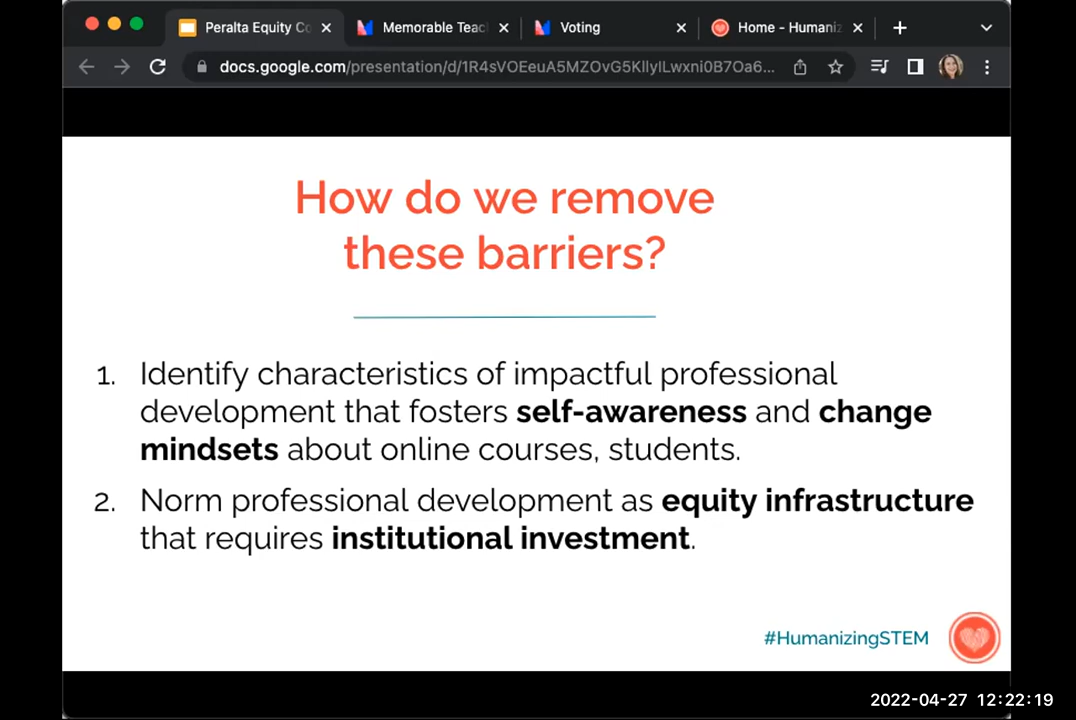 Peralta Equity Co
Memorable Teac
Voting
Home - Humaniz
docs.google.com/presentation/d/1R4sVOEeuA5MZOvG5KIlyILwxni0B7Oa6...
How do we remove
these barriers?
1. Identify characteristics of impactful professional
development that fosters self-awareness and change
mindsets about online courses, students.
2. Norm professional development as equity infrastructure
that requires institutional investment.
#HumanizingSTEM
2022-04-27 12:22:19